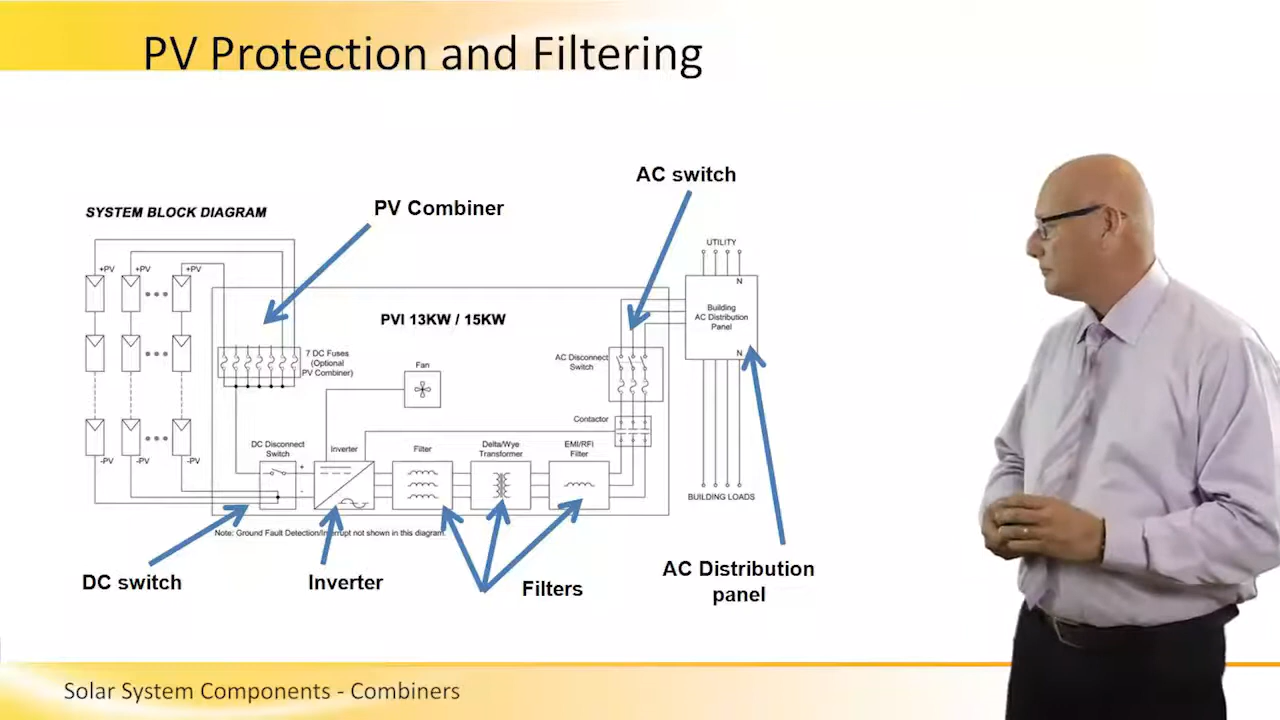 PV Protection and Filtering
AC switch
PV Combiner
SYSTEM BLOCK DIAGRAM
UTILITY
+PV
+PV
+PV
N
Building
AC Distribution
Panel
N
PVI 13KW / 15KW
7 DC Fuses
(Optional
PV Combiner)
Fan
AC Disconnect
Switch
Contactor
DC Disconnect
Switch
Inverter
Filter
Delta/Wye
Transformer
EMI/RFI
Filter
-PV
-PV
-PV
+
-
BUILDING LOADS
Note: Ground Fault Detection/Interrupt not shown in this diagram.
DC switch
Inverter
Filters
AC Distribution
panel
Solar System Components - Combiners